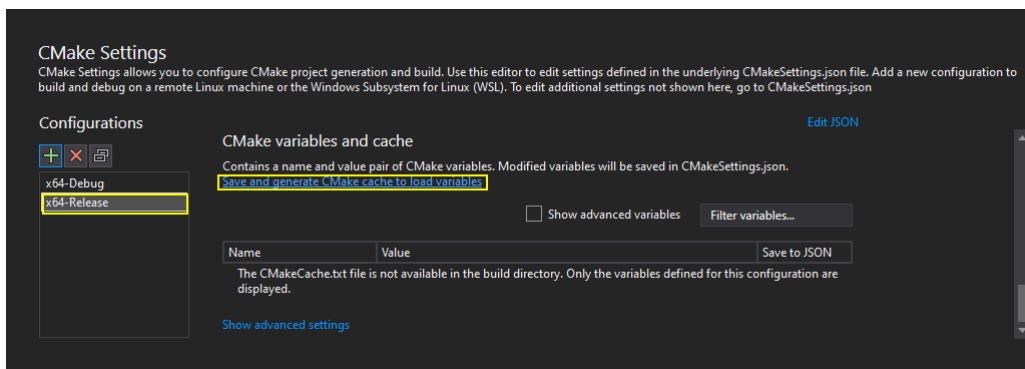 CMake Settings
CMake Settings allows you to configure CMake project generation and build. Use this editor to edit settings defined in the underlying CMakeSettings.json file. Add a new configuration to
build and debug on a remote Linux machine or the Windows Subsystem for Linux (WSL). To edit additional settings not shown here, go to CMakeSettings.json
Configurations
Edit JSON
x64-Debug
x64-Release
CMake variables and cache
Contains a name and value pair of CMake variables. Modified variables will be saved in CMakeSettings.json.
Save and generate CMake cache to load variables
Show advanced variables
Filter variables...
Name Value Save to JSON
The CMakeCache.txt file is not available in the build directory. Only the variables defined for this configuration are
displayed.
Show advanced settings